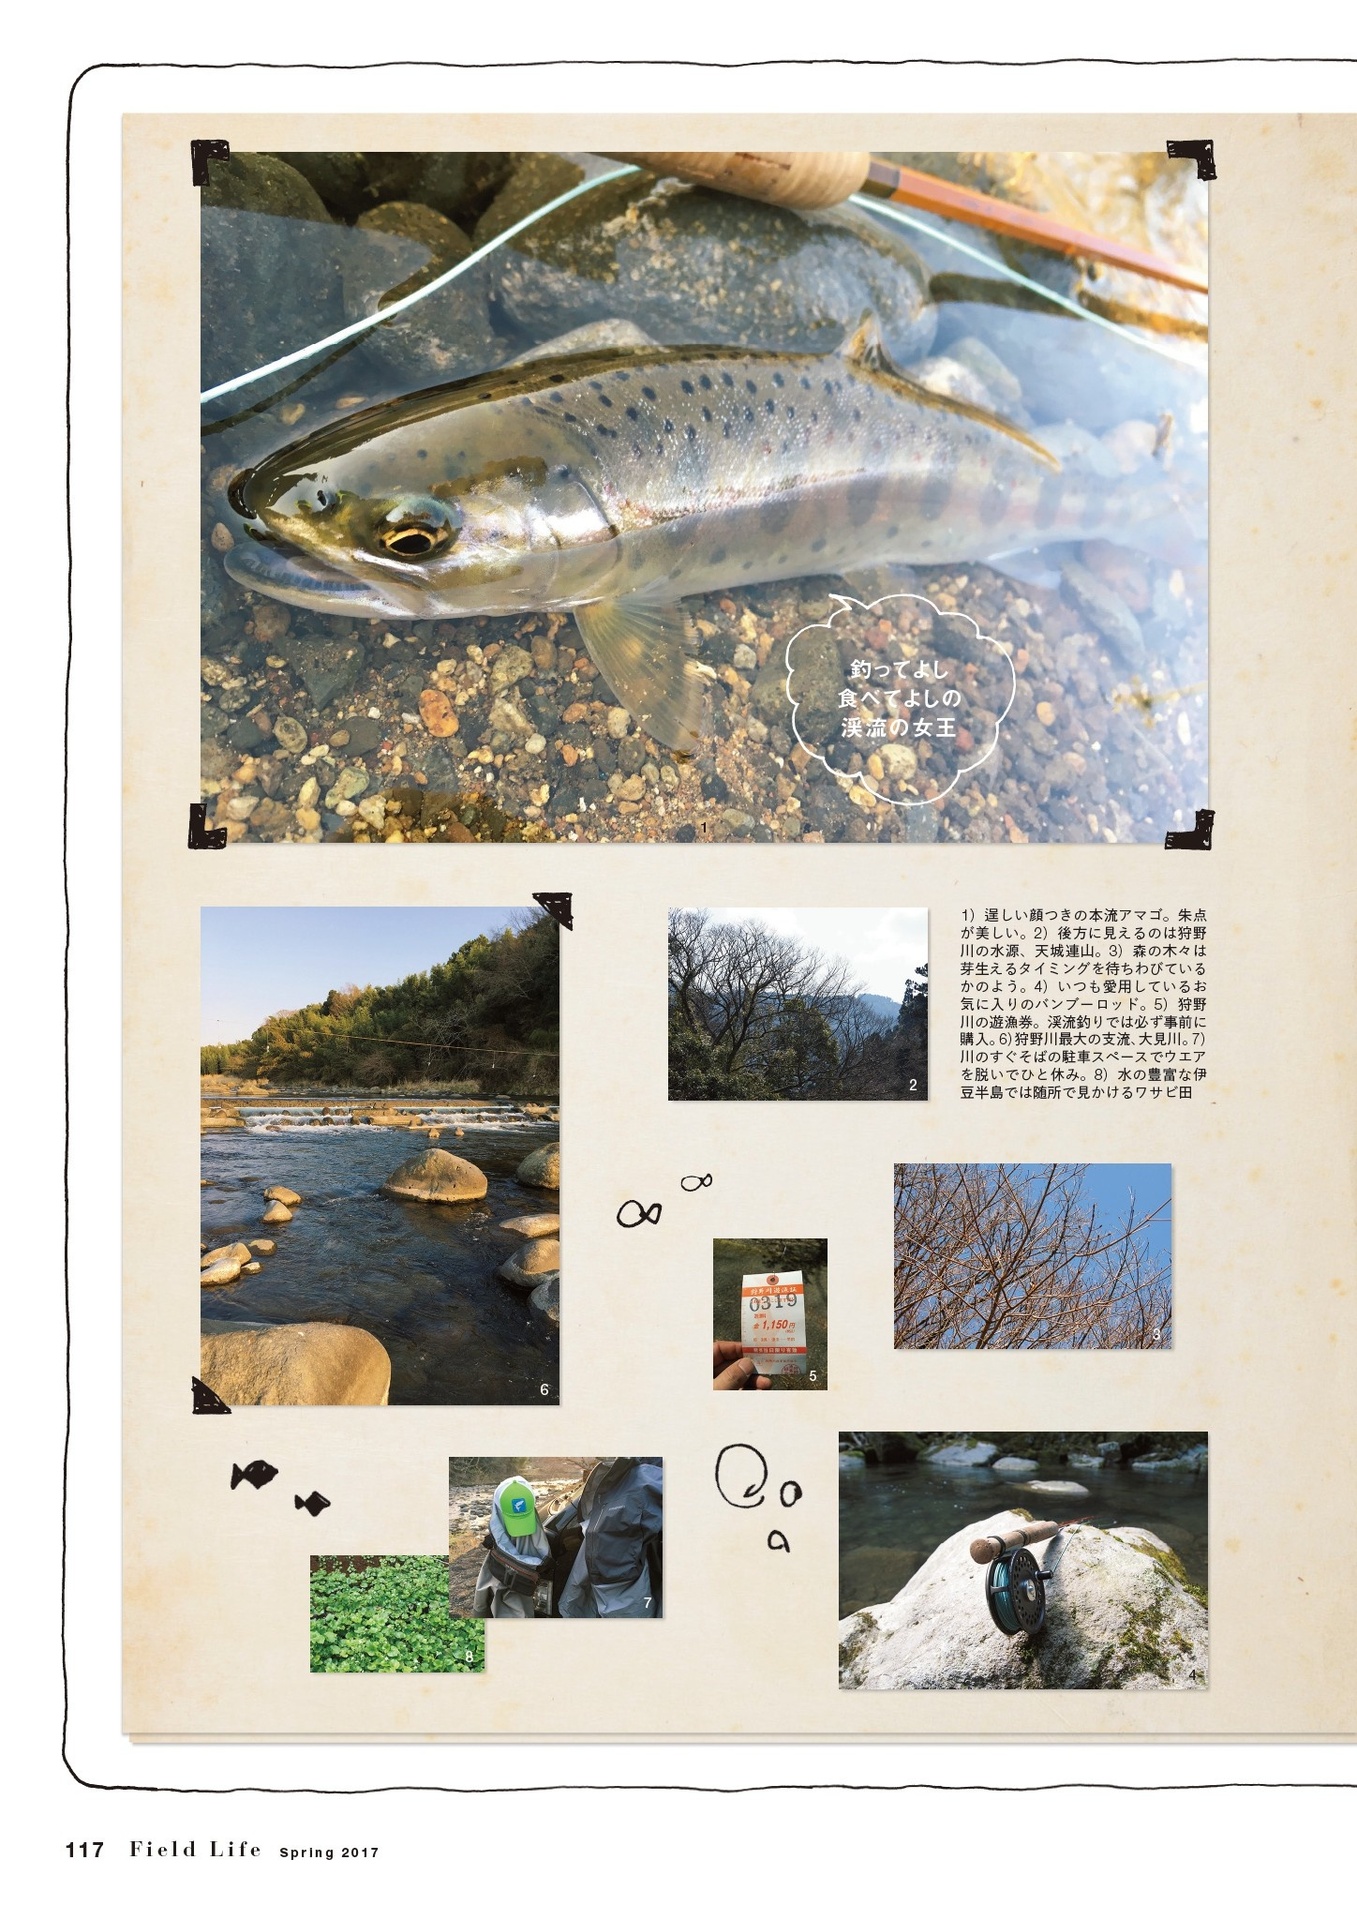 釣ってよし
食べてよしの
渓流の女王
1
1）逞しい顔つきの本流アマゴ。朱点
が美しい。2）後方に見えるのは狩野
川の水源、天城連山。3）森の木々は
芽生えるタイミングを待ちわびている
かのよう。4）いつも愛用しているお
気に入りのバンブーロッド。5）狩野
川の遊漁券。渓流釣りでは必ず事前に
購入。6）狩野川最大の支流、大見川。7）
川のすぐそばの駐車スペースでウエア
を脱いでひと休み。8）水の豊富な伊
豆半島では随所で見かけるワサビ田
2
3
0319
1,150円
5
6
7
8
4
117 Field Life Spring 2017